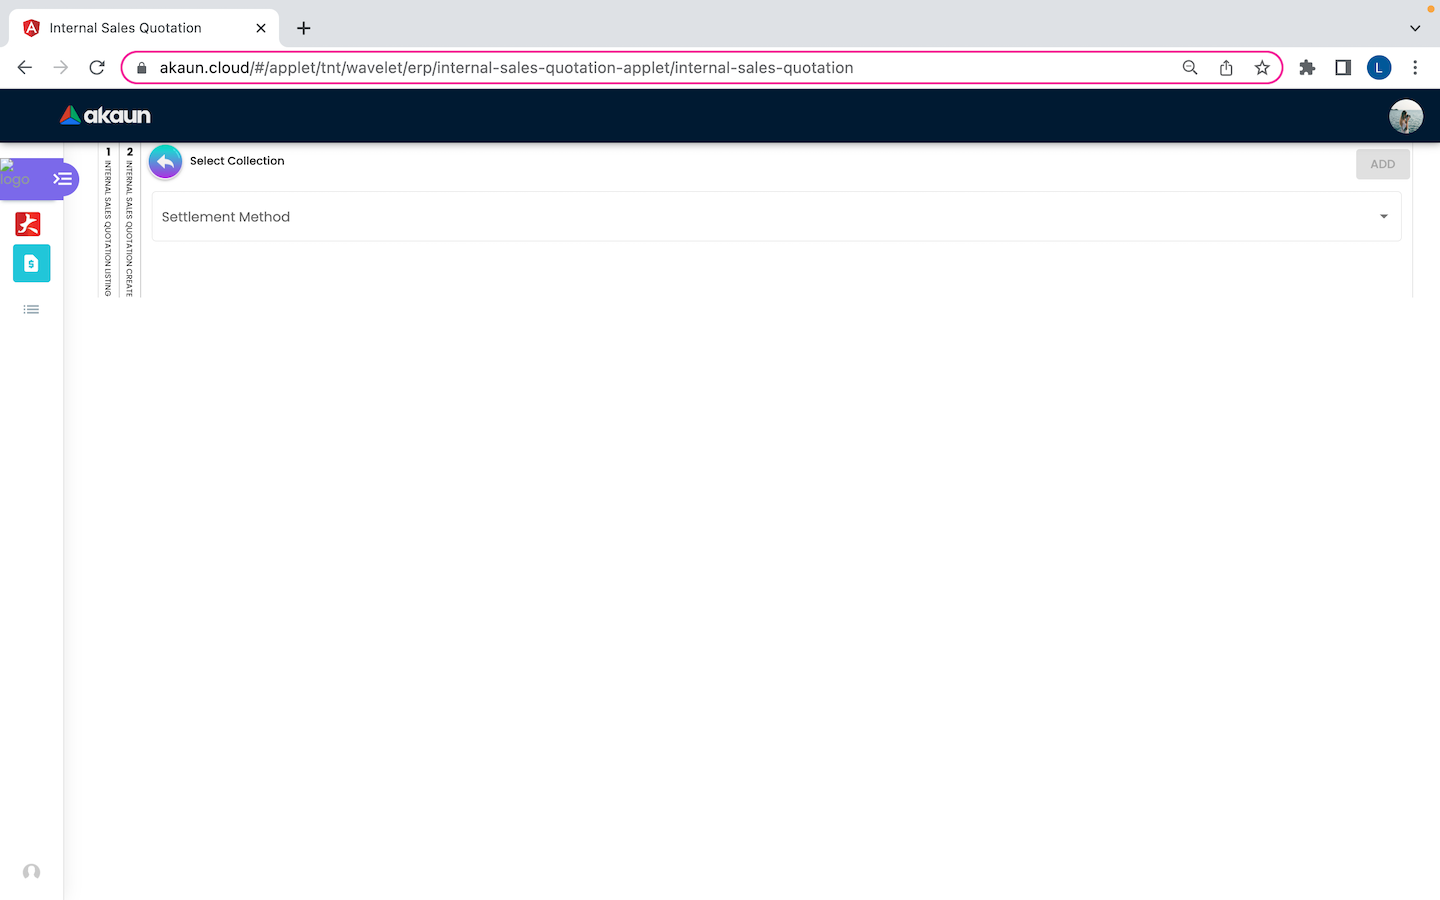 Internal Sales Quotation
akaun.cloud/#/applet/tnt/wavelet/erp/internal-sales-quotation-applet/internal-sales-quotation
L
akaun
logo
1
INTERNAL SALES QUOTATION LISTING
2
INTERNAL SALES QUOTATION CREATE
Select Collection
ADD
Settlement Method